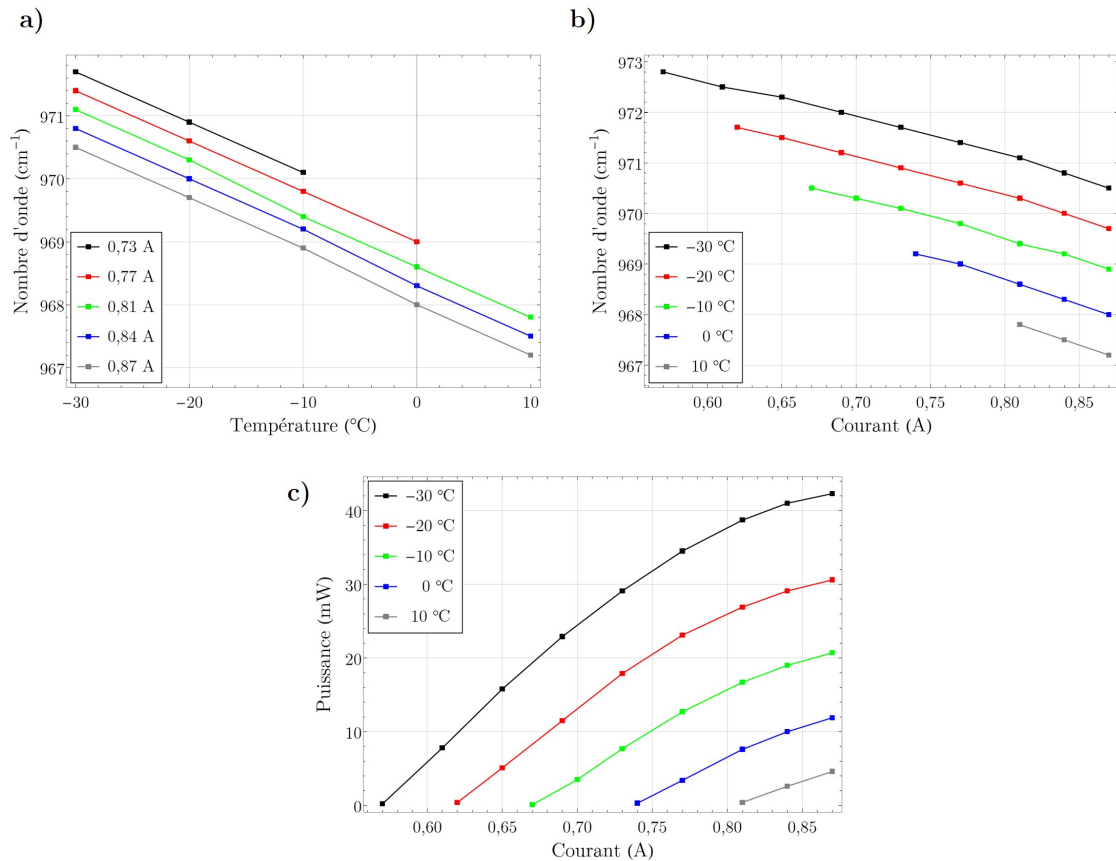 a)
971
970
969
968
967
Nombre d'onde (cm⁻¹)
0,73 A
0,77 A
0,81 A
0,84 A
0,87 A
−30
−20
−10
0
10
Température (°C)
b)
973
972
971
970
969
968
967
Nombre d'onde (cm⁻¹)
−30 °C
−20 °C
−10 °C
0 °C
10 °C
0,60
0,65
0,70
0,75
0,80
0,85
Courant (A)
c)
40
30
20
10
0
Puissance (mW)
−30 °C
−20 °C
−10 °C
0 °C
10 °C
0,60
0,65
0,70
0,75
0,80
0,85
Courant (A)